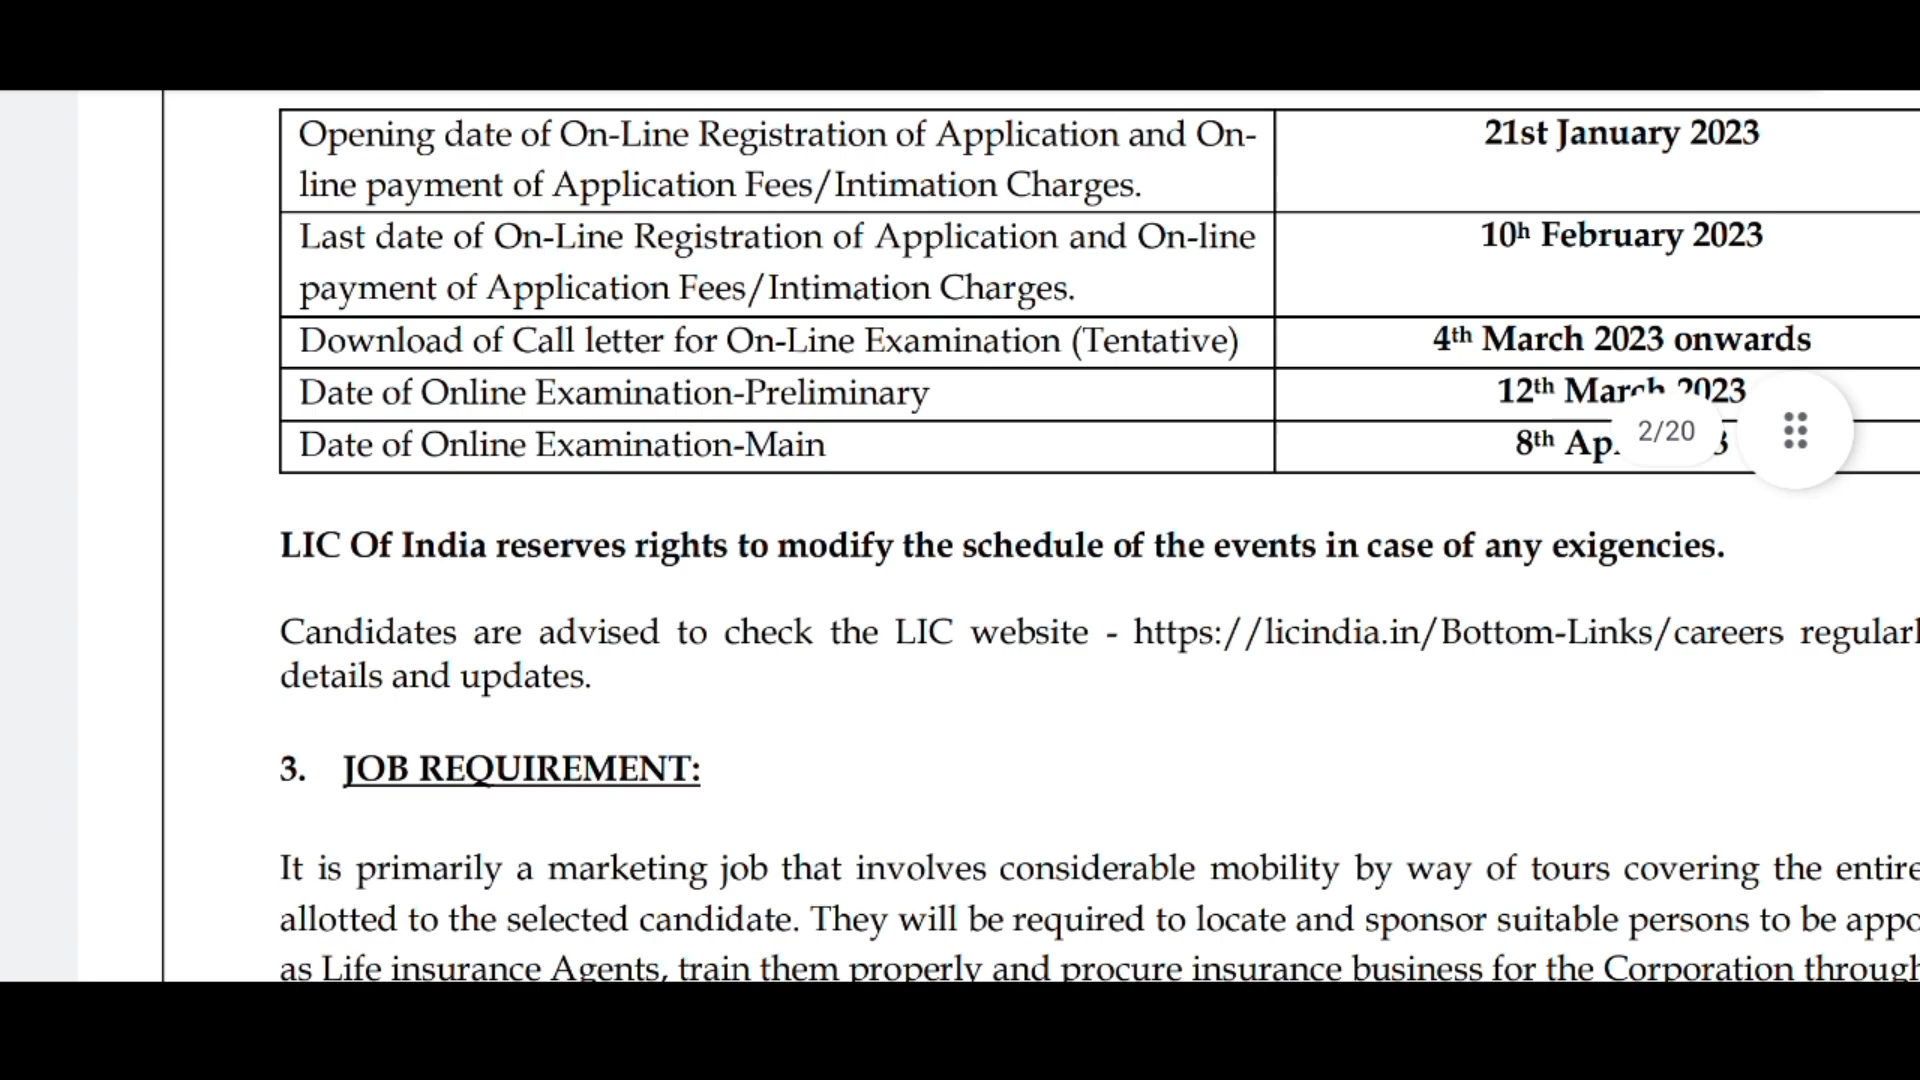 Opening date of On-Line Registration of Application and On-
line payment of Application Fees/Intimation Charges.
21st January 2023
Last date of On-Line Registration of Application and On-line
payment of Application Fees/Intimation Charges.
10h February 2023
Download of Call letter for On-Line Examination (Tentative)
4th March 2023 onwards
Date of Online Examination-Preliminary
12th March 2023
Date of Online Examination-Main
8th
2/20
LIC Of India reserves rights to modify the schedule of the events in case of any exigencies.
Candidates are advised to check the LIC website - https://licindia.in/Bottom-Links/careers
details and updates.
3. JOB REQUIREMENT:
It is primarily a marketing job that involves considerable mobility by way of tours covering the entire
allotted to the selected candidate. They will be required to locate and sponsor suitable persons to be
as Life insurance Agents, train them properly and procure insurance business for the Corporation through